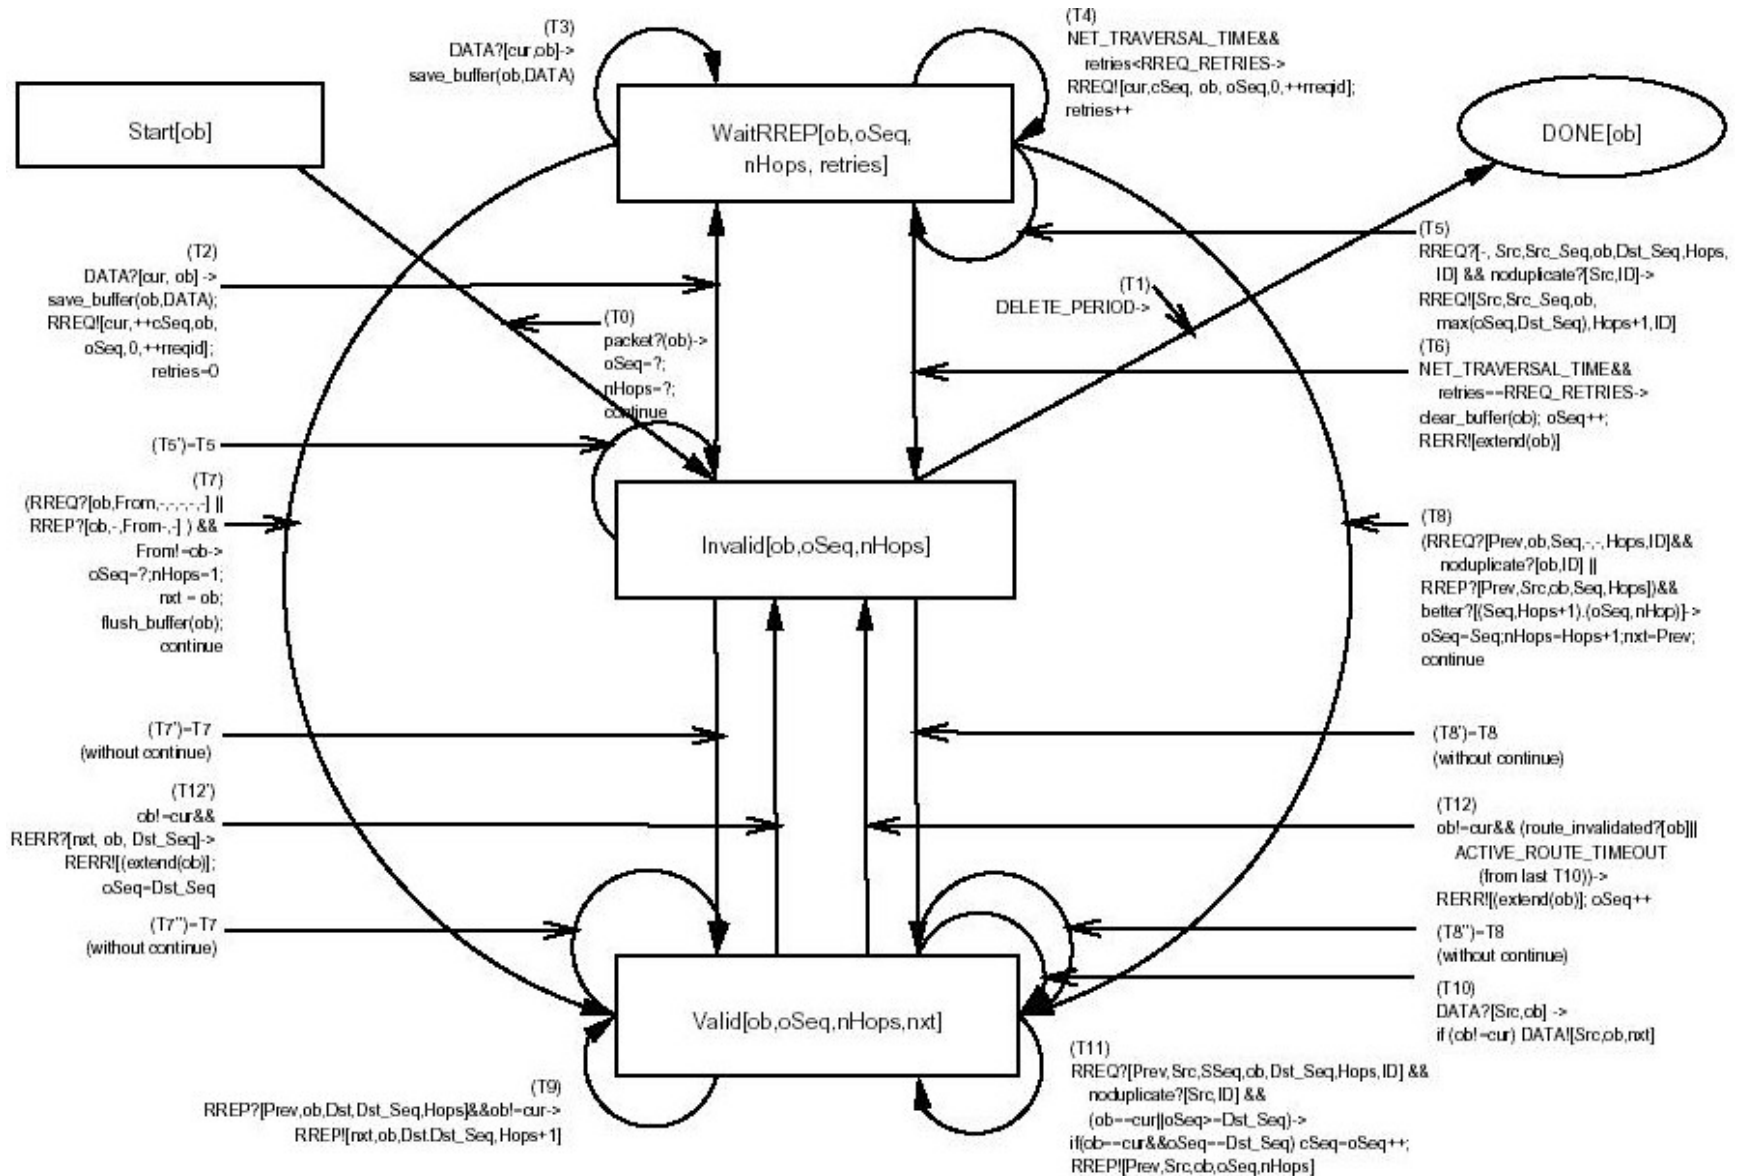 (T3)
DATA?[cur,ob]->
save_buffer(ob,DATA)
(T4)
NET_TRAVERSAL_TIME&&
retries<RREQ_RETRIES->
RREQ![cur,cSeq, ob, oSeq,0,++rreqid];
retries++
Start[ob]
WaitRREP[ob,oSeq,
nHops, retries]
DONE[ob]
(T2)
DATA?[cur, ob] ->
save_buffer(ob,DATA);
RREQ![cur,++cSeq,ob,
oSeq,0,++rreqid];
retries=0
(T0)
packet?(ob)->
oSeq=?;
nHops=?;
continue
(T1)
DELETE_PERIOD->
(T5)
RREQ?[-, Src,Src_Seq,ob,Dst_Seq,Hops,
ID] && noduplicate?[Src,ID]->
RREQ![Src,Src_Seq,ob,
max(oSeq,Dst_Seq),Hops+1,ID]
(T6)
NET_TRAVERSAL_TIME&&
retries==RREQ_RETRIES->
clear_buffer(ob); oSeq++;
RERR![extend(ob)]
(T5')=T5
(T7)
(RREQ?[ob,From,-,-,-,-,-] ||
RREP?[ob,-,From-,-] ) &&
From!=ob->
oSeq=?;nHops=1;
nxt = ob;
flush_buffer(ob);
continue
Invalid[ob,oSeq,nHops]
(T8)
(RREQ?[Prev,ob,Seq,-,-,Hops,ID]&&
noduplicate?[ob,ID] ||
RREP?[Prev,Src,ob,Seq,Hops])&&
better?[(Seq,Hops+1).(oSeq,nHop)]->
oSeq=Seq;nHops=Hops+1;nxt=Prev;
continue
(T7')=T7
(without continue)
(T8')=T8
(without continue)
(T12')
ob!=cur&&
RERR?[nxt, ob, Dst_Seq]->
RERR![(extend(ob)];
oSeq=Dst_Seq
(T12)
ob!=cur&& (route_invalidated?[ob]||
ACTIVE_ROUTE_TIMEOUT
(from last T10))->
RERR![(extend(ob)]; oSeq++
(T7'')=T7
(without continue)
(T8'')=T8
(without continue)
(T10)
DATA?[Src,ob] ->
if (ob!=cur) DATA![Src,ob,nxt]
Valid[ob,oSeq,nHops,nxt]
(T9)
RREP?[Prev,ob,Dst,Dst_Seq,Hops]&&ob!=cur->
RREP![nxt,ob,Dst.Dst_Seq,Hops+1]
(T11)
RREQ?[Prev,Src,SSeq,ob,Dst_Seq,Hops,ID] &&
noduplicate?[Src,ID] &&
(ob==cur||oSeq>=Dst_Seq)->
if(ob==cur&&oSeq==Dst_Seq) cSeq=oSeq++;
RREP![Prev,Src,ob,oSeq,nHops]